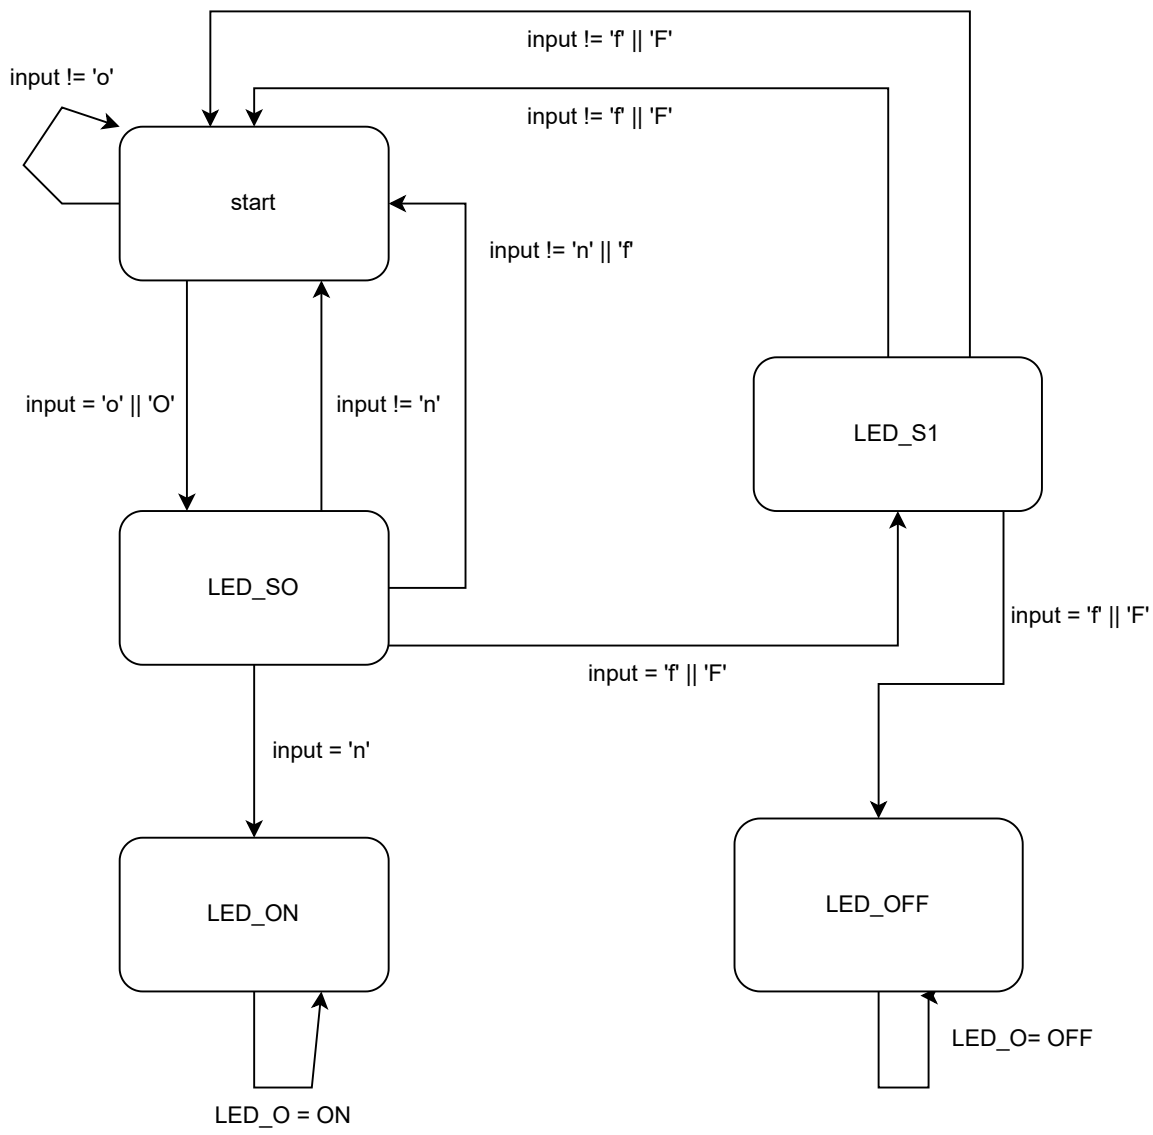 input != 'f' || 'F'
input != 'o'
input != 'f' || 'F'
start
input != 'n' || 'f'
input = 'o' || 'O'
input != 'n'
LED_S1
LED_SO
input = 'f' || 'F'
input = 'f' || 'F'
input = 'n'
LED_ON
LED_OFF
LED_O= OFF
LED_O = ON